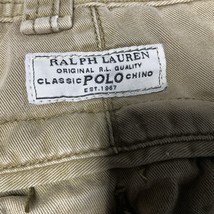 RALPH LAUREN
ORIGINAL R.L. QUALITY
CLASSIC POLO CHINO
EST. 1967